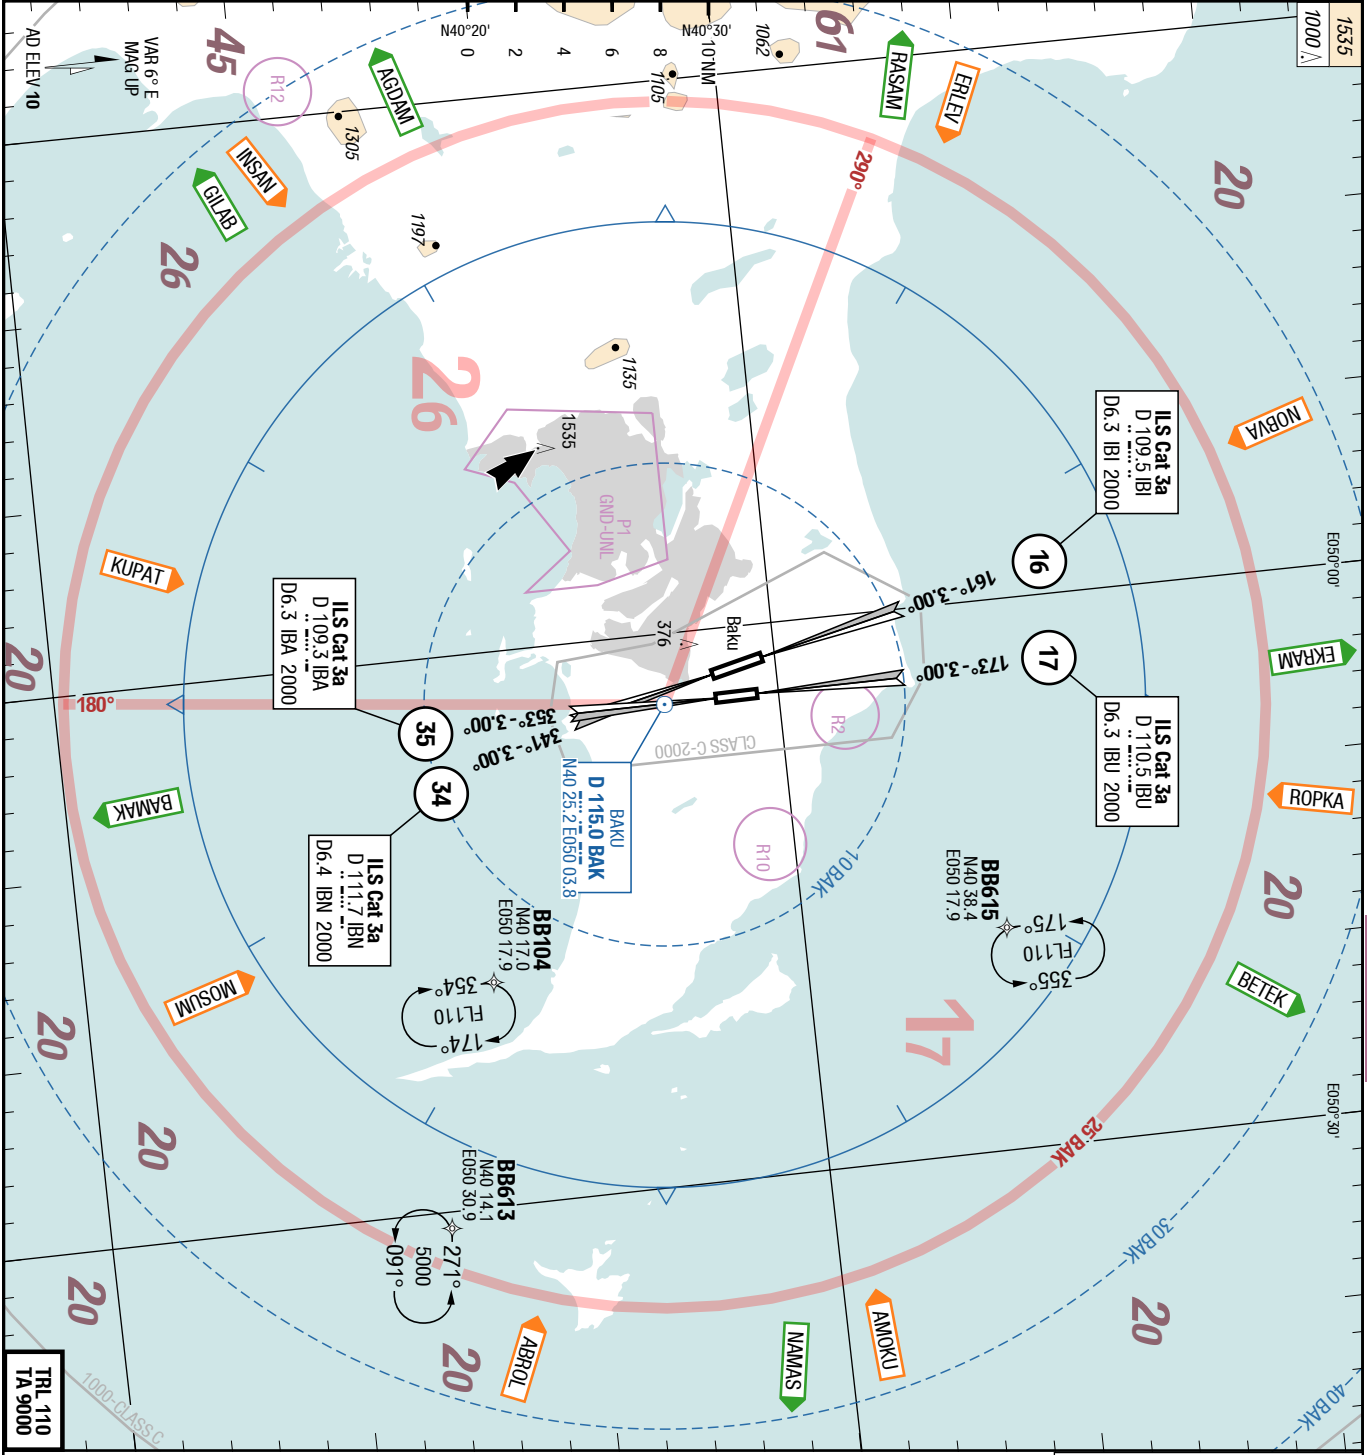 1535
1000
N40°20'
N40°30'
0
2
4
6
8
10 NM
1062
1105
1305
1197
1135
1535
376
61
45
20
26
26
20
20
20
20
20
20
20
17
AD ELEV 10
VAR 6° E
MAG UP
R12
AGDAM
RASAM
ERLEV
INSAN
GILAB
290°
NOBVA
KUPAT
EKRAM
ROPKA
BAMAK
MOSUM
BETEK
AMOKU
NAMAS
ABROL
P1
GND-UNL
Baku
ILS Cat 3a
D 109.5 IBI
D6.3 IBI 2000
16
161°-3.00°
17
173°-3.00°
ILS Cat 3a
D 110.5 IBU
D6.3 IBU 2000
ILS Cat 3a
D 109.3 IBA
D6.3 IBA 2000
35
353°-3.00°
34
341°-3.00°
ILS Cat 3a
D 111.7 IBN
D6.4 IBN 2000
180°
R2
R10
CLASS C-2000
BAKU
D 115.0 BAK
N40 25.2 E050 03.8
10 BAK
25 BAK
30 BAK
40 BAK
E050°00'
E050°30'
BB615
N40 38.4
E050 17.9
175°
FL110
355°
BB104
N40 17.0
E050 17.9
354°
FL110
174°
BB613
N40 14.1
E050 30.9
271°
5000
091°
1000-CLASS C
TRL 110
TA 9000